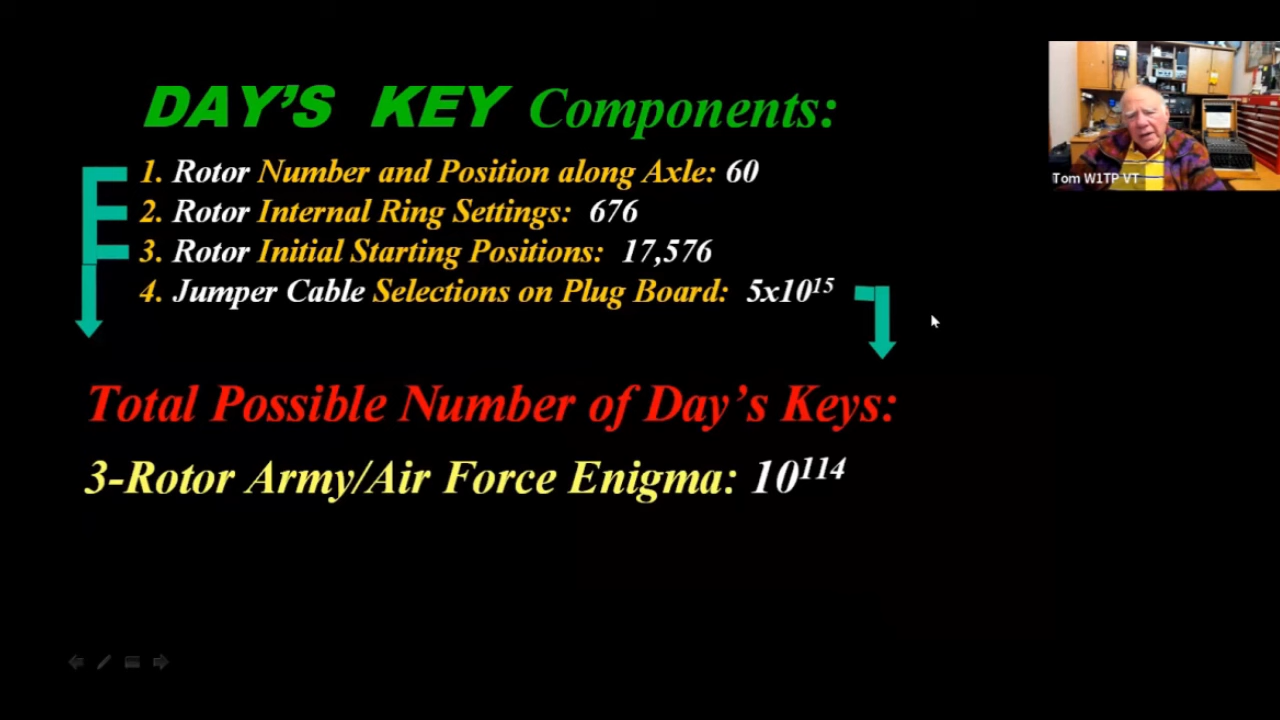 DAY'S KEY Components:
1. Rotor Number and Position along Axle: 60
2. Rotor Internal Ring Settings: 676
3. Rotor Initial Starting Positions: 17,576
4. Jumper Cable Selections on Plug Board: 5x10¹⁵
Total Possible Number of Day's Keys:
3-Rotor Army/Air Force Enigma: 10¹¹⁴
Tom W1TP VT